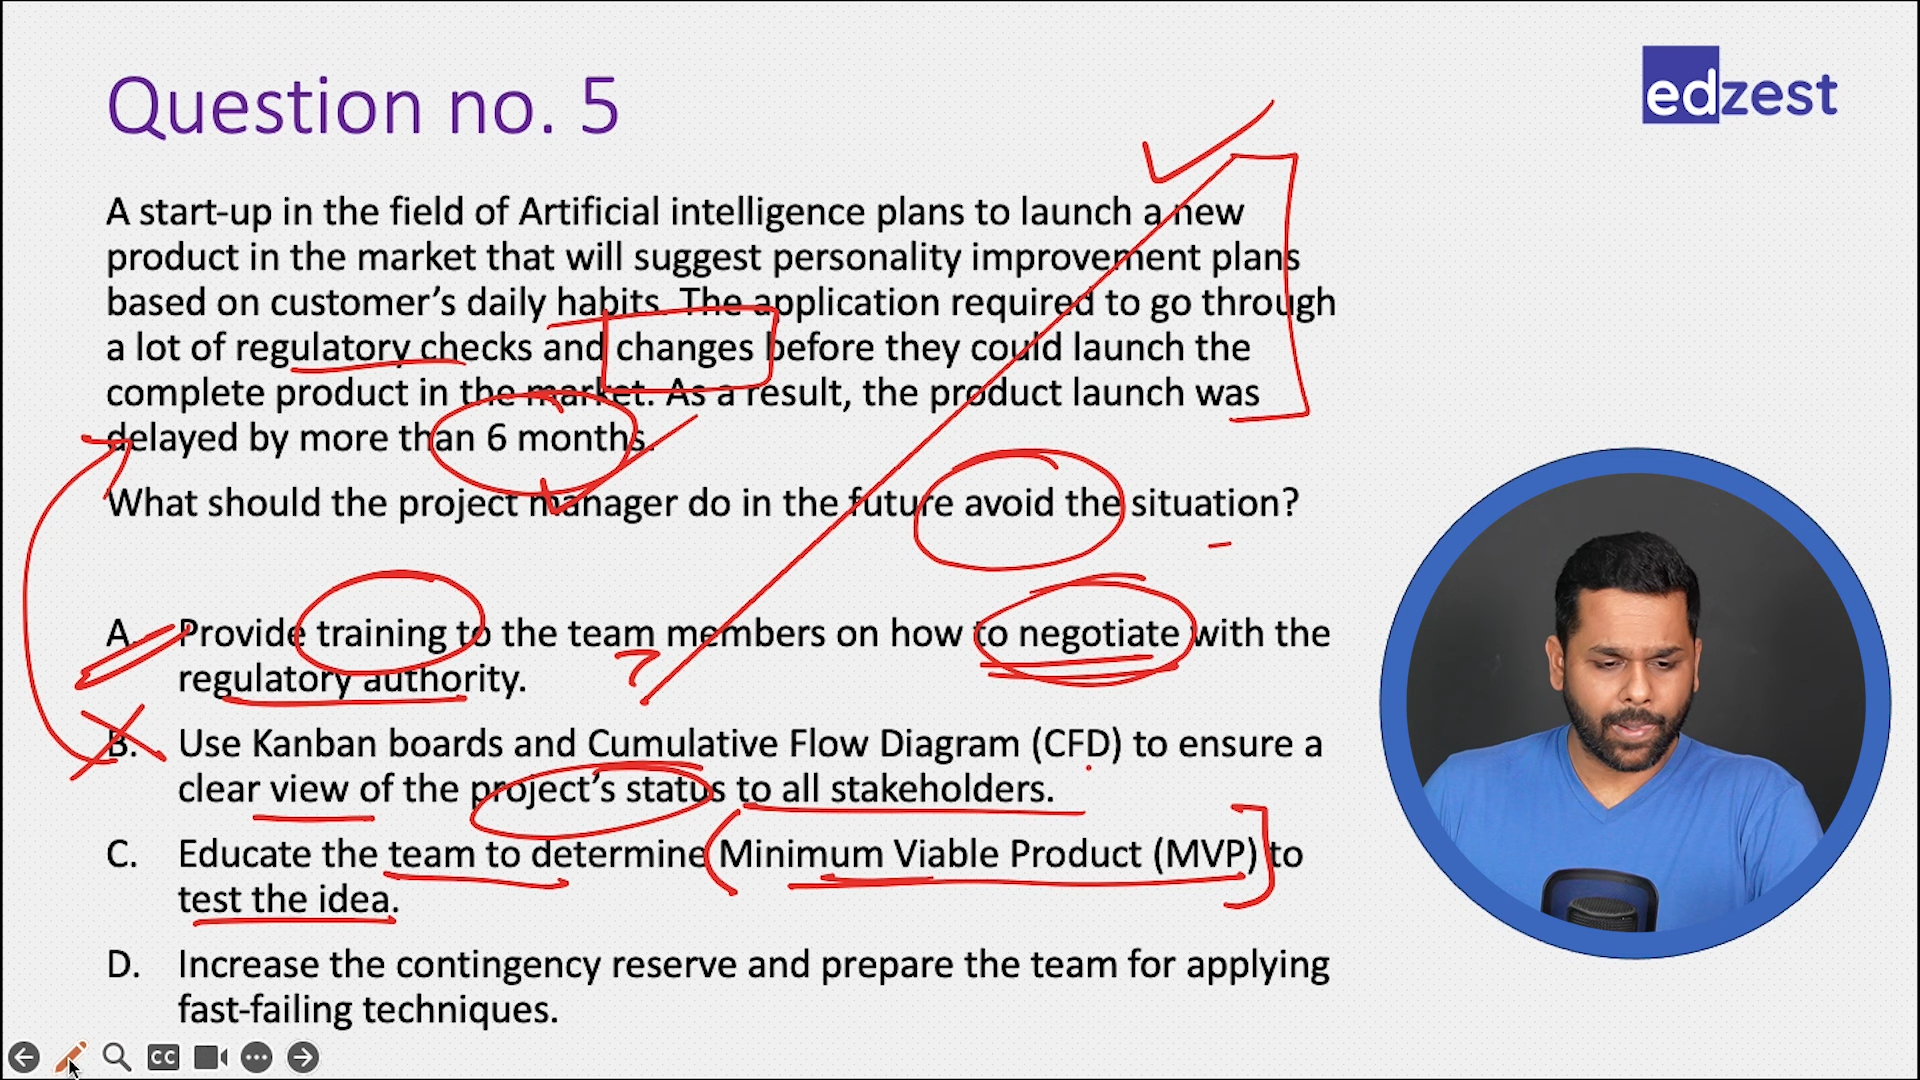 Question no. 5
edzest
A start-up in the field of Artificial intelligence plans to launch a new
product in the market that will suggest personality improvement plans
based on customer’s daily habits. The application required to go through
a lot of regulatory checks and changes before they could launch the
complete product in the market. As a result, the product launch was
delayed by more than 6 months.
What should the project manager do in the future avoid the situation?
A. Provide training to the team members on how to negotiate with the
regulatory authority.
B. Use Kanban boards and Cumulative Flow Diagram (CFD) to ensure a
clear view of the project’s status to all stakeholders.
C. Educate the team to determine Minimum Viable Product (MVP) to
test the idea.
D. Increase the contingency reserve and prepare the team for applying
fast-failing techniques.
CC